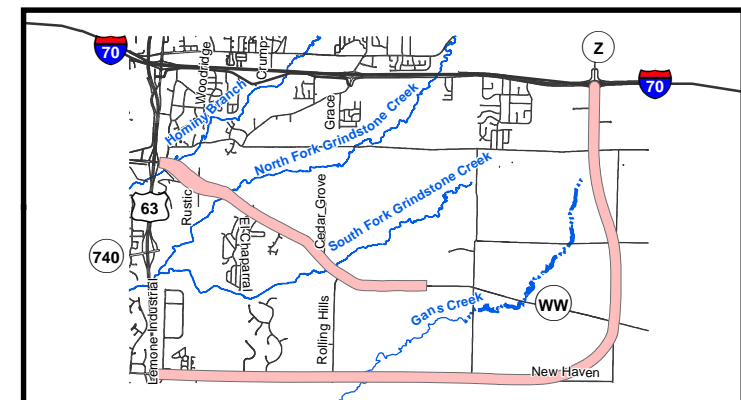 Z
70
70
Woodridge
Crump
Hominy Branch
Grace
North Fork Grindstone Creek
South Fork Grindstone Creek
Rustic
63
Cedar Grove
El Chaparral
740
Lemone Industrial
Rolling Hills
Gans Creek
WW
New Haven